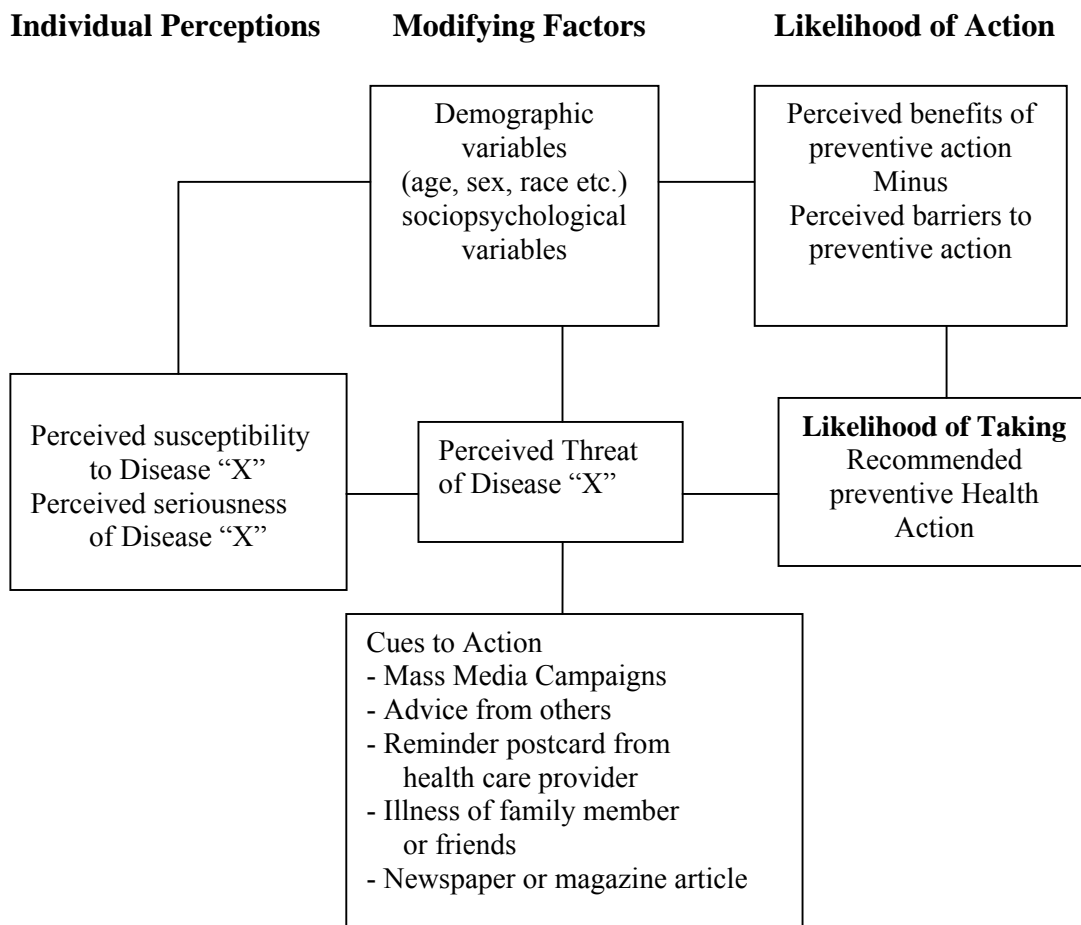 Individual Perceptions
Modifying Factors
Likelihood of Action
Demographic
variables
(age, sex, race etc.)
sociopsychological
variables
Perceived benefits of
preventive action
Minus
Perceived barriers to
preventive action
Perceived susceptibility
to Disease “X”
Perceived seriousness
of Disease “X”
Perceived Threat
of Disease “X”
Likelihood of Taking
Recommended
preventive Health
Action
Cues to Action
- Mass Media Campaigns
- Advice from others
- Reminder postcard from
health care provider
- Illness of family member
or friends
- Newspaper or magazine article